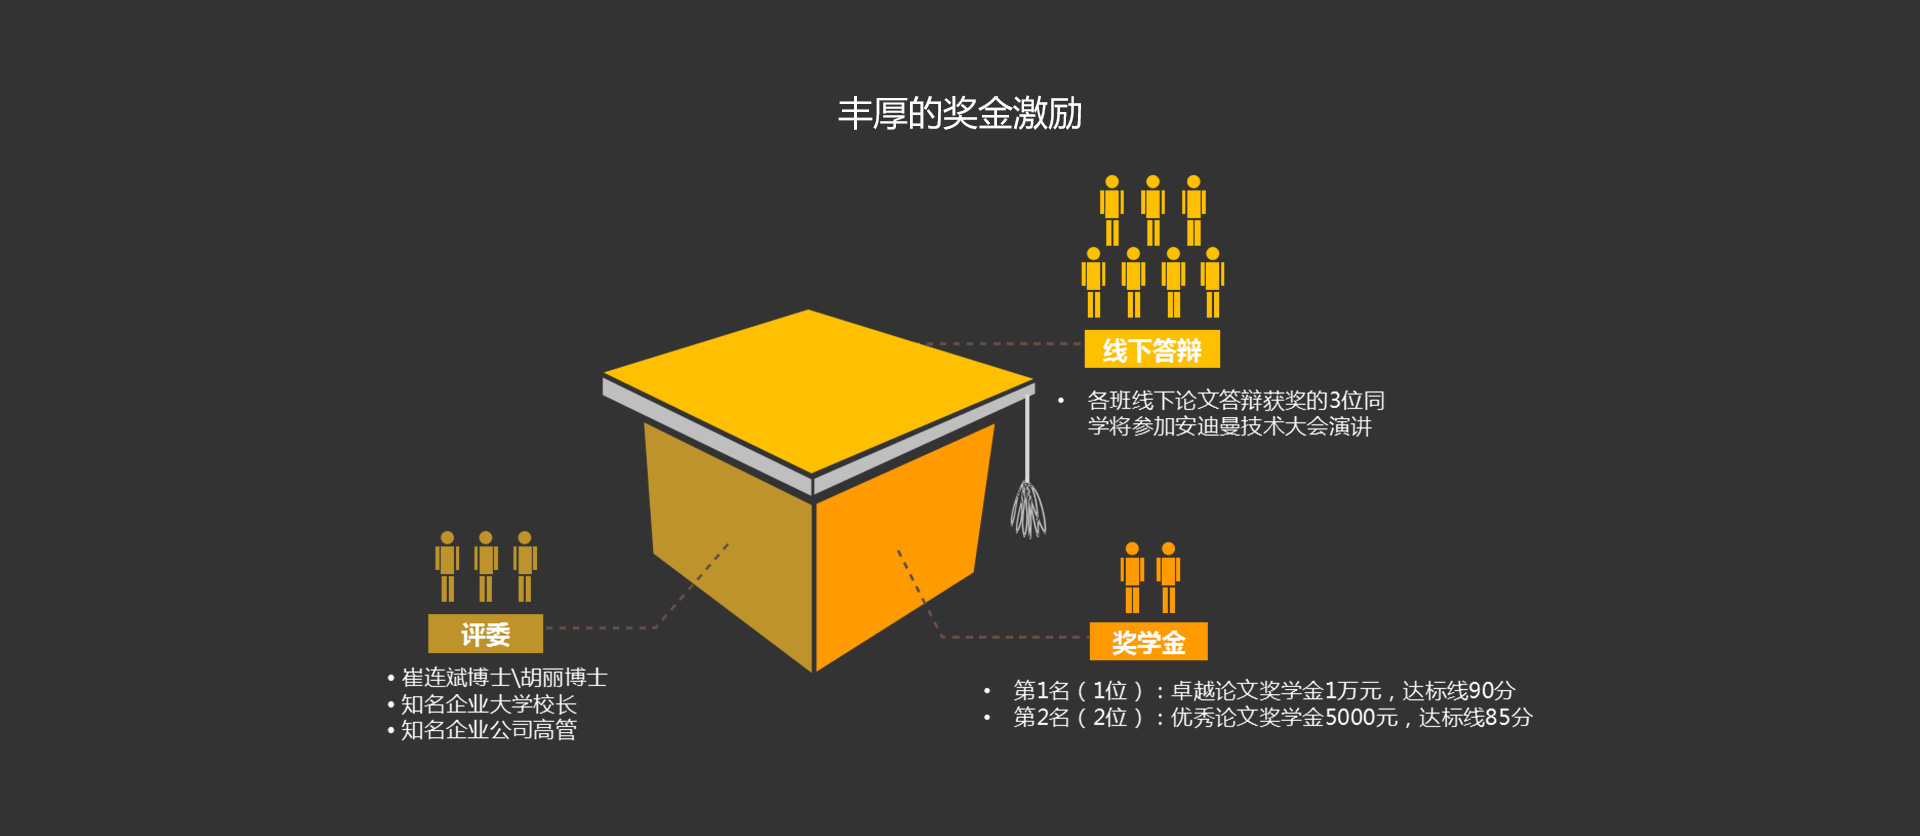 丰厚的奖金激励
线下答辩
• 各班线下论文答辩获奖的3位同
学将参加安迪曼技术大会演讲
评委
• 崔连斌博士\胡丽博士
• 知名企业大学校长
• 知名企业公司高管
奖学金
• 第1名（1位）：卓越论文奖学金1万元，达标线90分
• 第2名（2位）：优秀论文奖学金5000元，达标线85分